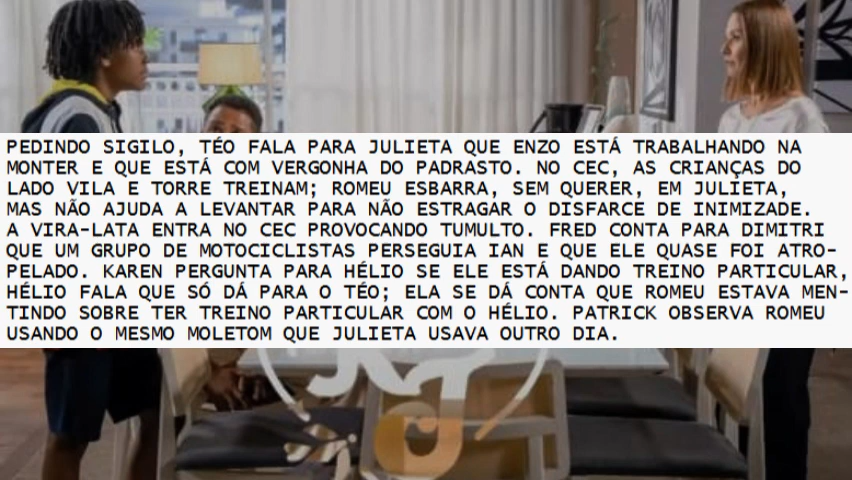 PEDINDO SIGILO, TÉO FALA PARA JULIETA QUE ENZO ESTÁ TRABALHANDO NA
MONTER E QUE ESTÁ COM VERGONHA DO PADRASTO. NO CEC, AS CRIANÇAS DO
LADO VILA E TORRE TREINAM; ROMEU ESBARRA, SEM QUERER, EM JULIETA,
MAS NÃO AJUDA A LEVANTAR PARA NÃO ESTRAGAR O DISFARCE DE INIMIZADE.
A VIRA-LATA ENTRA NO CEC PROVOCANDO TUMULTO. FRED CONTA PARA DIMITRI
QUE UM GRUPO DE MOTOCICLISTAS PERSEGUIA IAN E QUE ELE QUASE FOI ATRO-
PELADO. KAREN PERGUNTA PARA HÉLIO SE ELE ESTÁ DANDO TREINO PARTICULAR,
HÉLIO FALA QUE SÓ DÁ PARA O TÉO; ELA SE DÁ CONTA QUE ROMEU ESTAVA MEN-
TINDO SOBRE TER TREINO PARTICULAR COM O HÉLIO. PATRICK OBSERVA ROMEU
USANDO O MESMO MOLETOM QUE JULIETA USAVA OUTRO DIA.